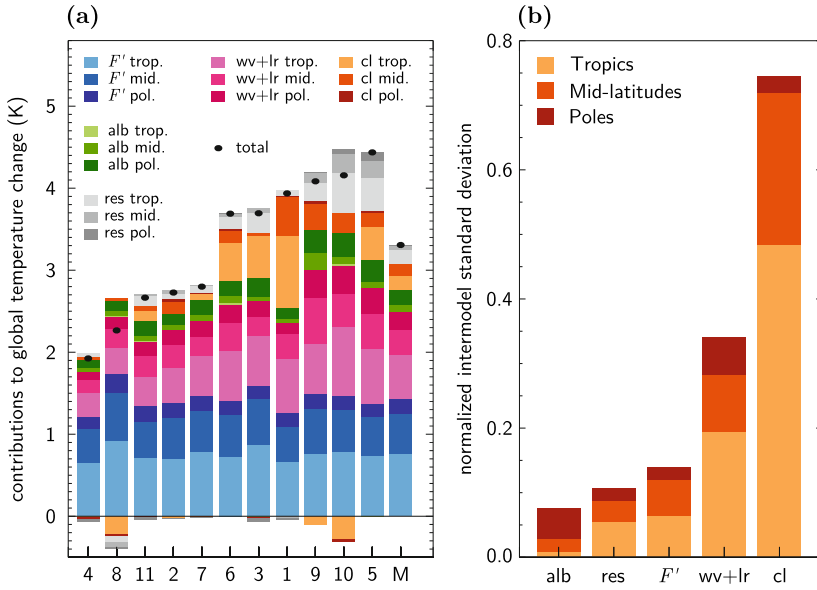 (a)
contributions to global temperature change (K)
5
4
3
2
1
0
F′ trop.
F′ mid.
F′ pol.
wv+lr trop.
wv+lr mid.
wv+lr pol.
cl trop.
cl mid.
cl pol.
alb trop.
alb mid.
alb pol.
total
res trop.
res mid.
res pol.
4 8 11 2 7 6 3 1 9 10 5 M
(b)
normalized intermodel standard deviation
0.8
0.6
0.4
0.2
0.0
Tropics
Mid-latitudes
Poles
alb res F′ wv+lr cl